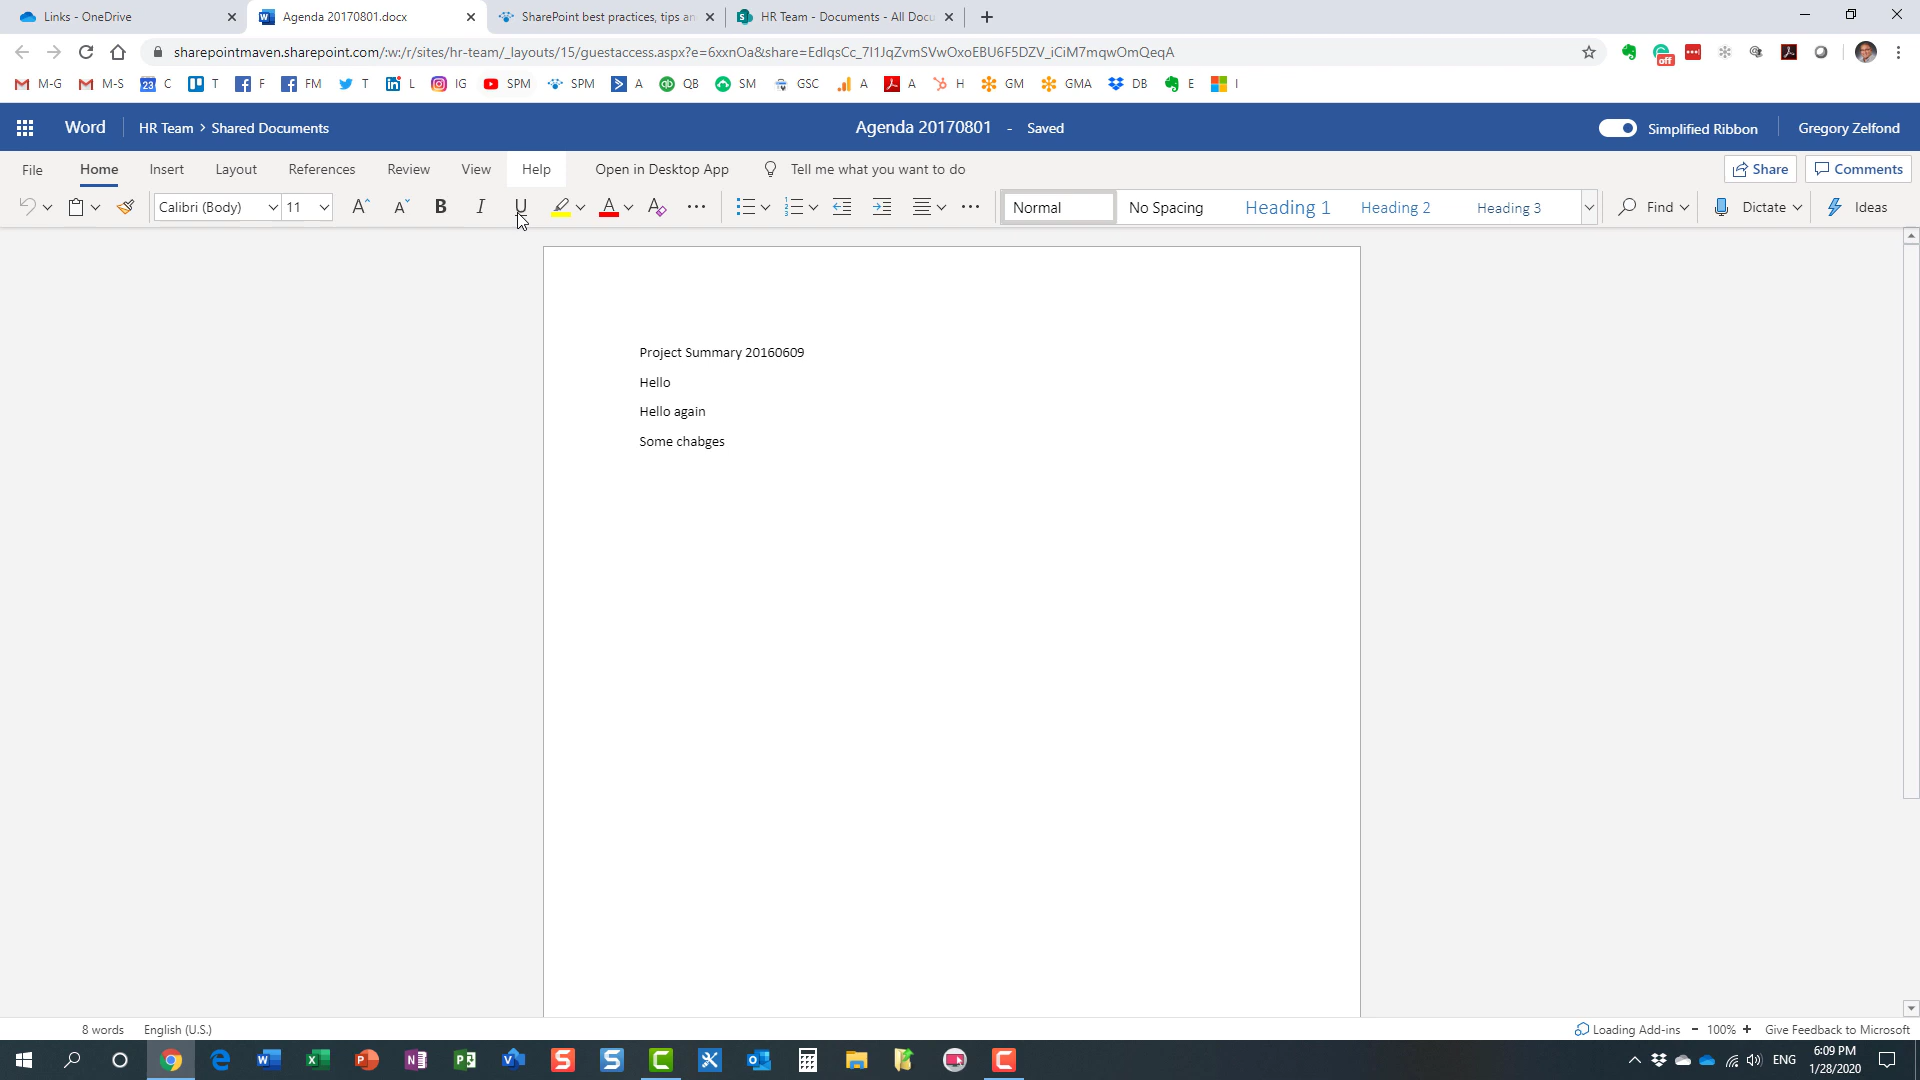 Links - OneDrive
Agenda 20170801.docx
SharePoint best practices, tips an
HR Team - Documents - All Docu
sharepointmaven.sharepoint.com/:w:/r/sites/hr-team/_layouts/15/guestaccess.aspx?e=6xxnOa&share=EdlqsCc_7I1JqZvmSVwOxoEBU6F5DZV_iCiM7mqwOmQeqA
off
M-G M-S 23 C T F FM T L IG SPM SPM A QB SM GSC A A H GM GMA DB E I
Word HR Team > Shared Documents Agenda 20170801 - Saved Simplified Ribbon Gregory Zelfond
File Home Insert Layout References Review View Help Open in Desktop App Tell me what you want to do Share Comments
Calibri (Body) 11 A A B I U A A Normal No Spacing Heading 1 Heading 2 Heading 3 Find Dictate Ideas
Project Summary 20160609
Hello
Hello again
Some chabges
8 words English (U.S.) Loading Add-ins - 100% + Give Feedback to Microsoft
ENG
6:09 PM
1/28/2020